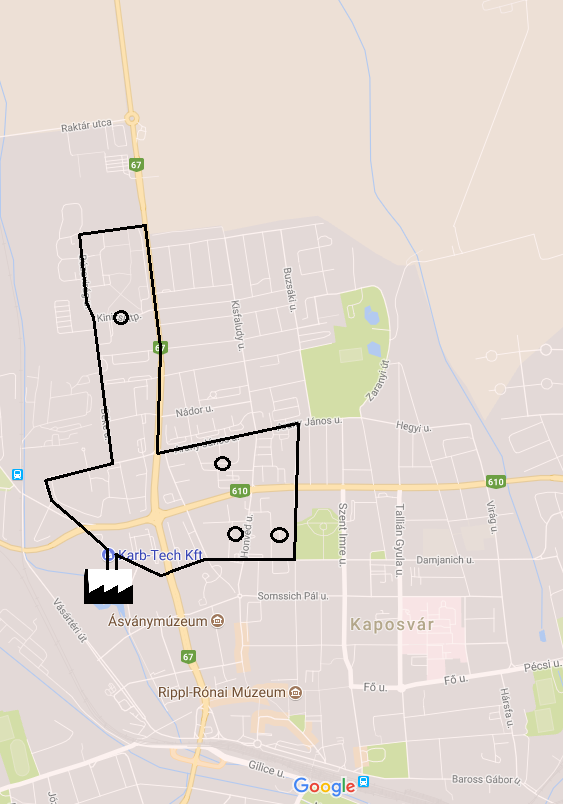 Raktár utca
67
Buzsáki u.
Kisfaludy u.
67
Zaranyi út
Nádor u.
János u.
Hegyi u.
610
610
Virág u.
Honvéd u.
Szent Imre u.
Tallián Gyula u.
Karb-Tech Kft
Damjanich u.
Somssich Pál u.
Vásártéri út
Ásványmúzeum
Kaposvár
67
Pécsi u.
Fő u.
Fő u.
Rippl-Rónai Múzeum
Hársfa u.
Gilice u.
Google
Baross Gábor u.